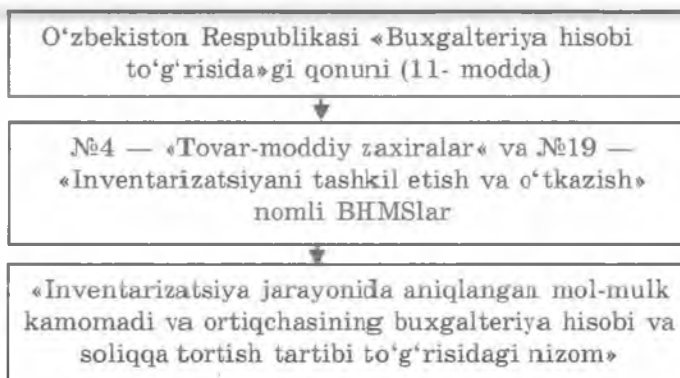 O‘zbekiston Respublikasi «Buxgalteriya hisobi
to‘g‘risida»gi qonuni (11- modda)
№4 — «Tovar-moddiy zaxiralar« va №19 —
«Inventarizatsiyani tashkil etish va o‘tkazish»
nomli BHMSlar
«Inventarizatsiya jarayonida aniqlangan mol-mulk
kamomadi va ortiqchasining buxgalteriya hisobi va
soliqqa tortish tartibi to‘g‘risidagi nizom»